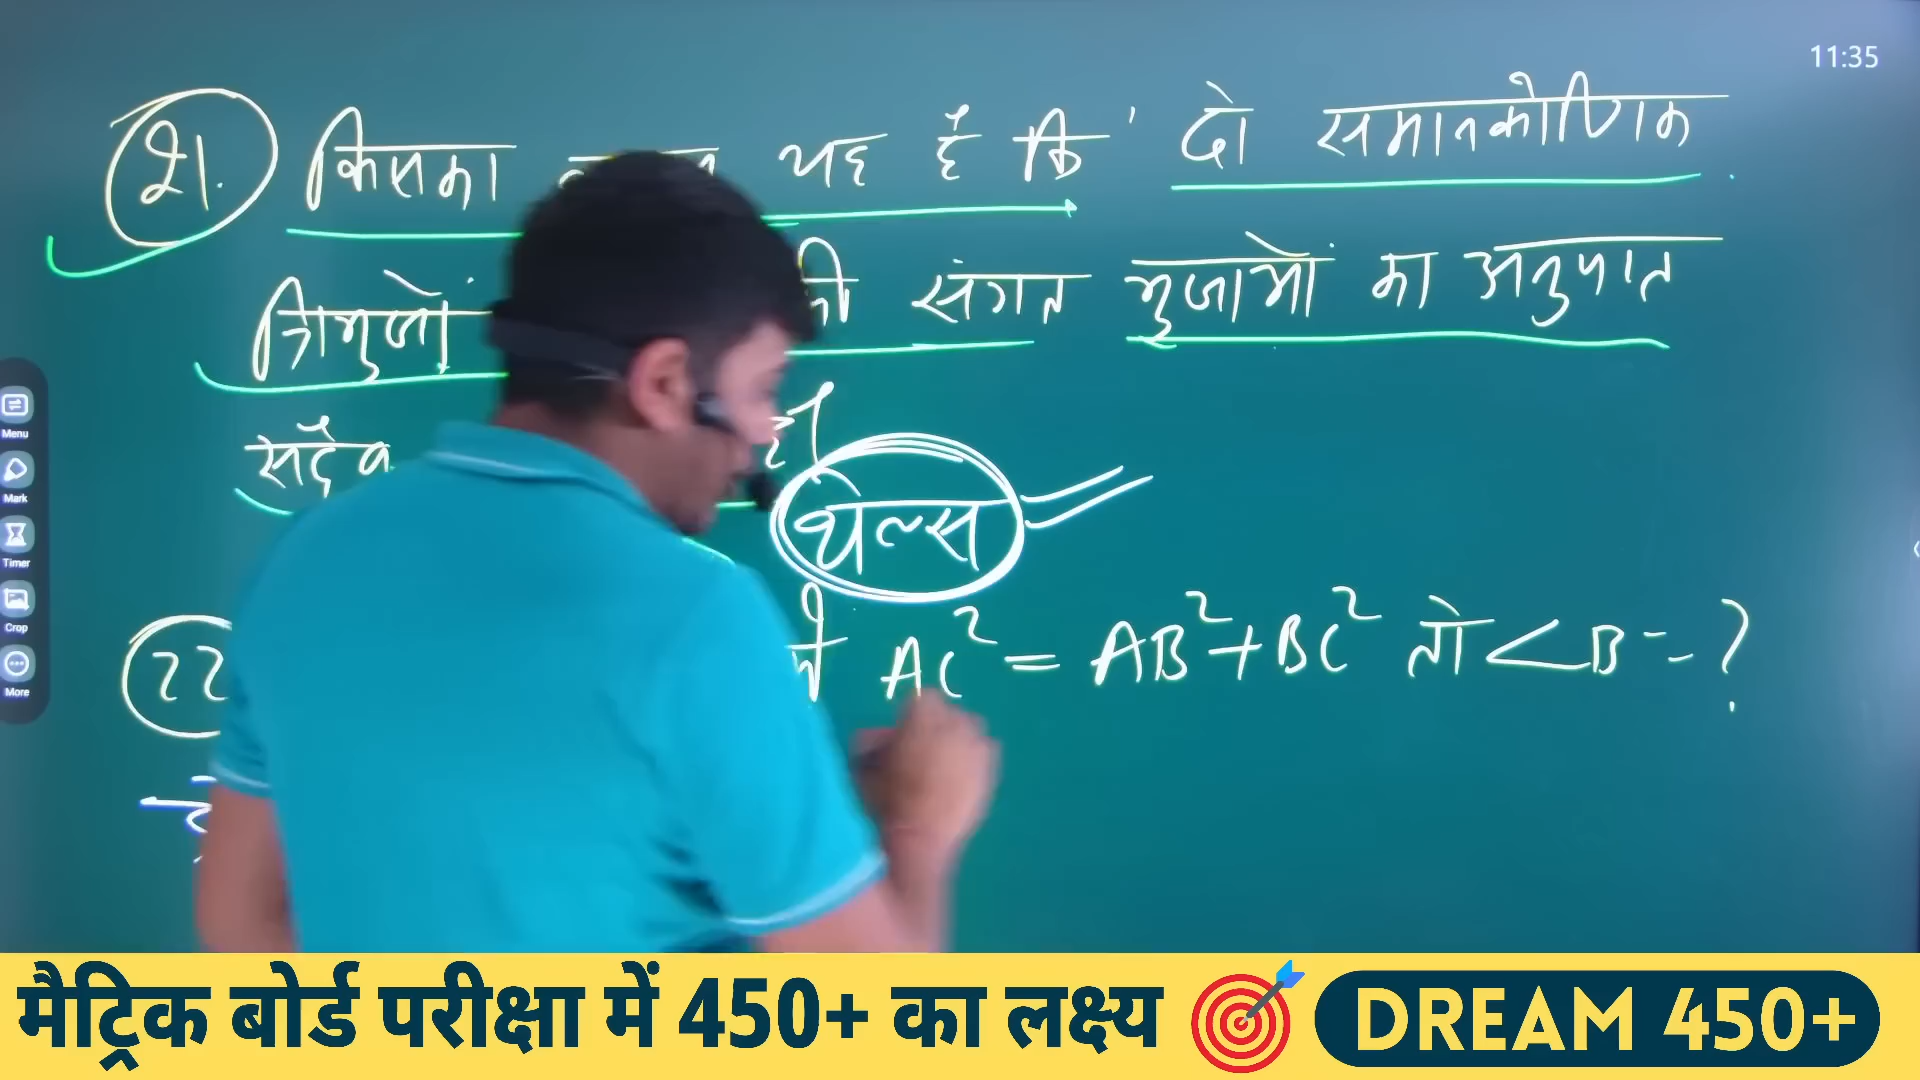 11:35
21. किसका यह है कि ' दो समानकोणिक
त्रिभुजों की संगत भुजाओं का अनुपात
सदैव
थेल्स
22 AC² = AB² + BC² तो <B = ?
Menu
Mark
Timer
Crop
More
मैट्रिक बोर्ड परीक्षा में 450+ का लक्ष्य DREAM 450+